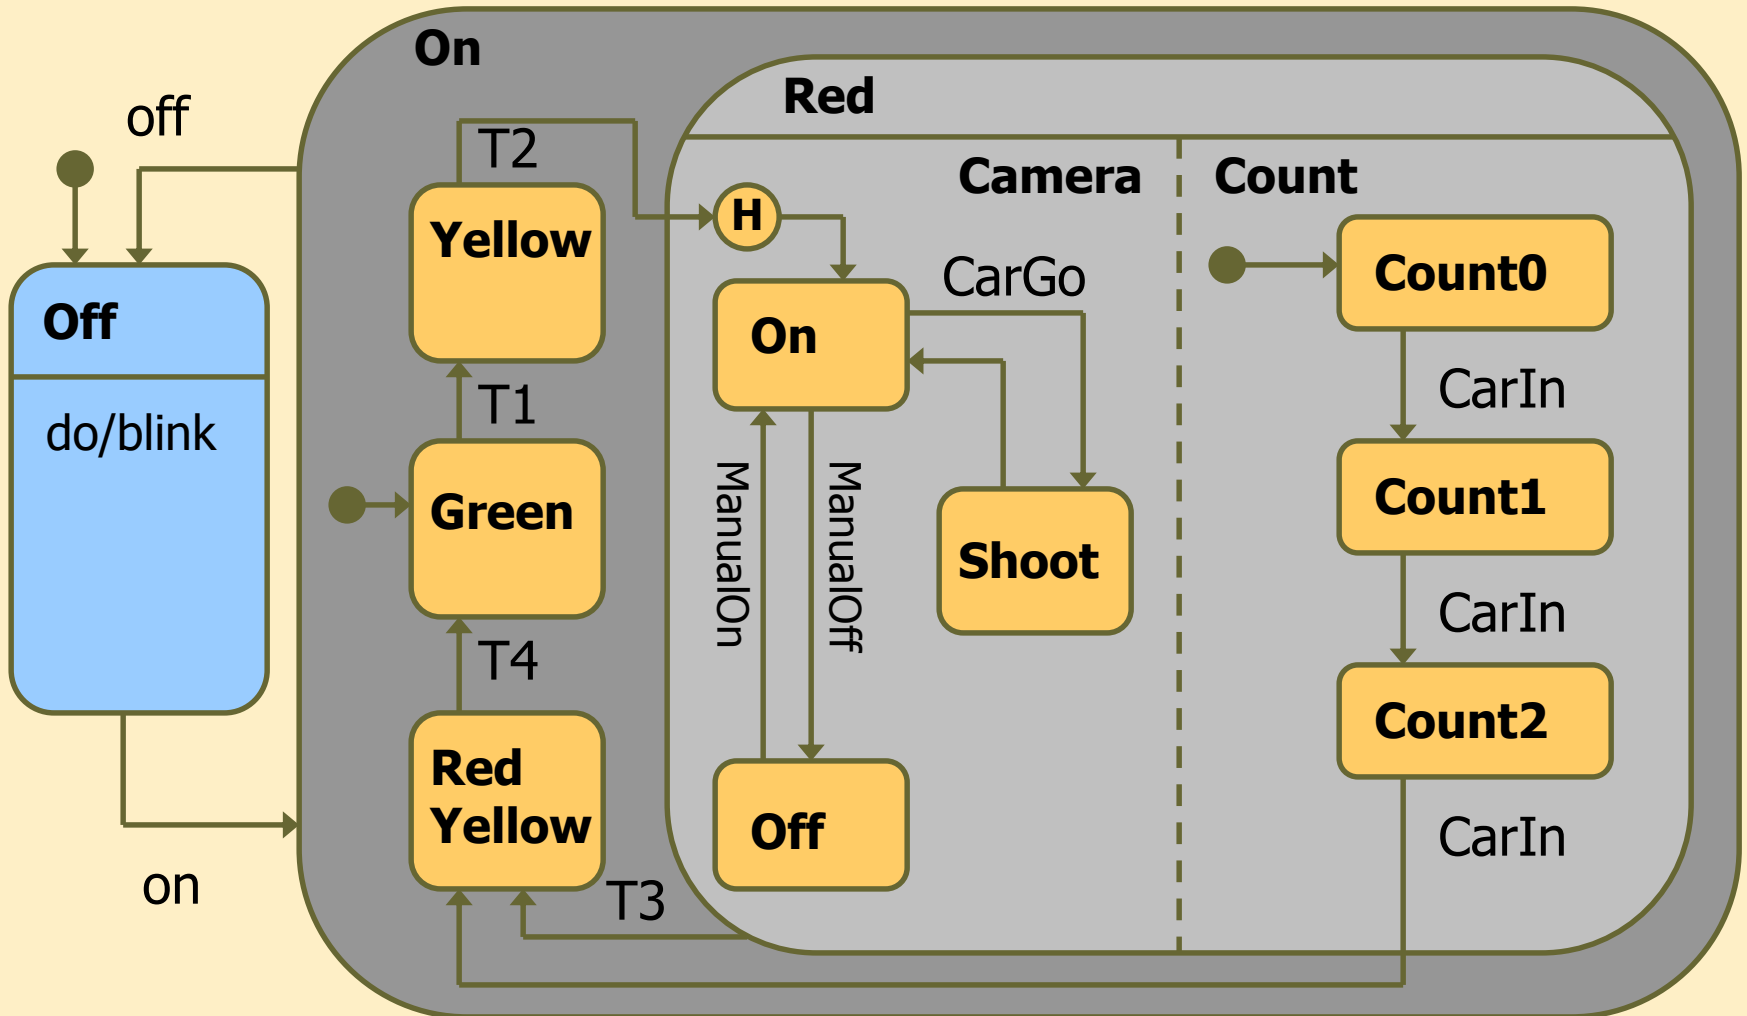 On
Red
off
T2
Camera
Count
H
Yellow
CarGo
Count0
Off
On
T1
CarIn
do/blink
Green
ManualOn
ManualOff
Shoot
Count1
T4
CarIn
Red
Yellow
Count2
Off
CarIn
T3
on